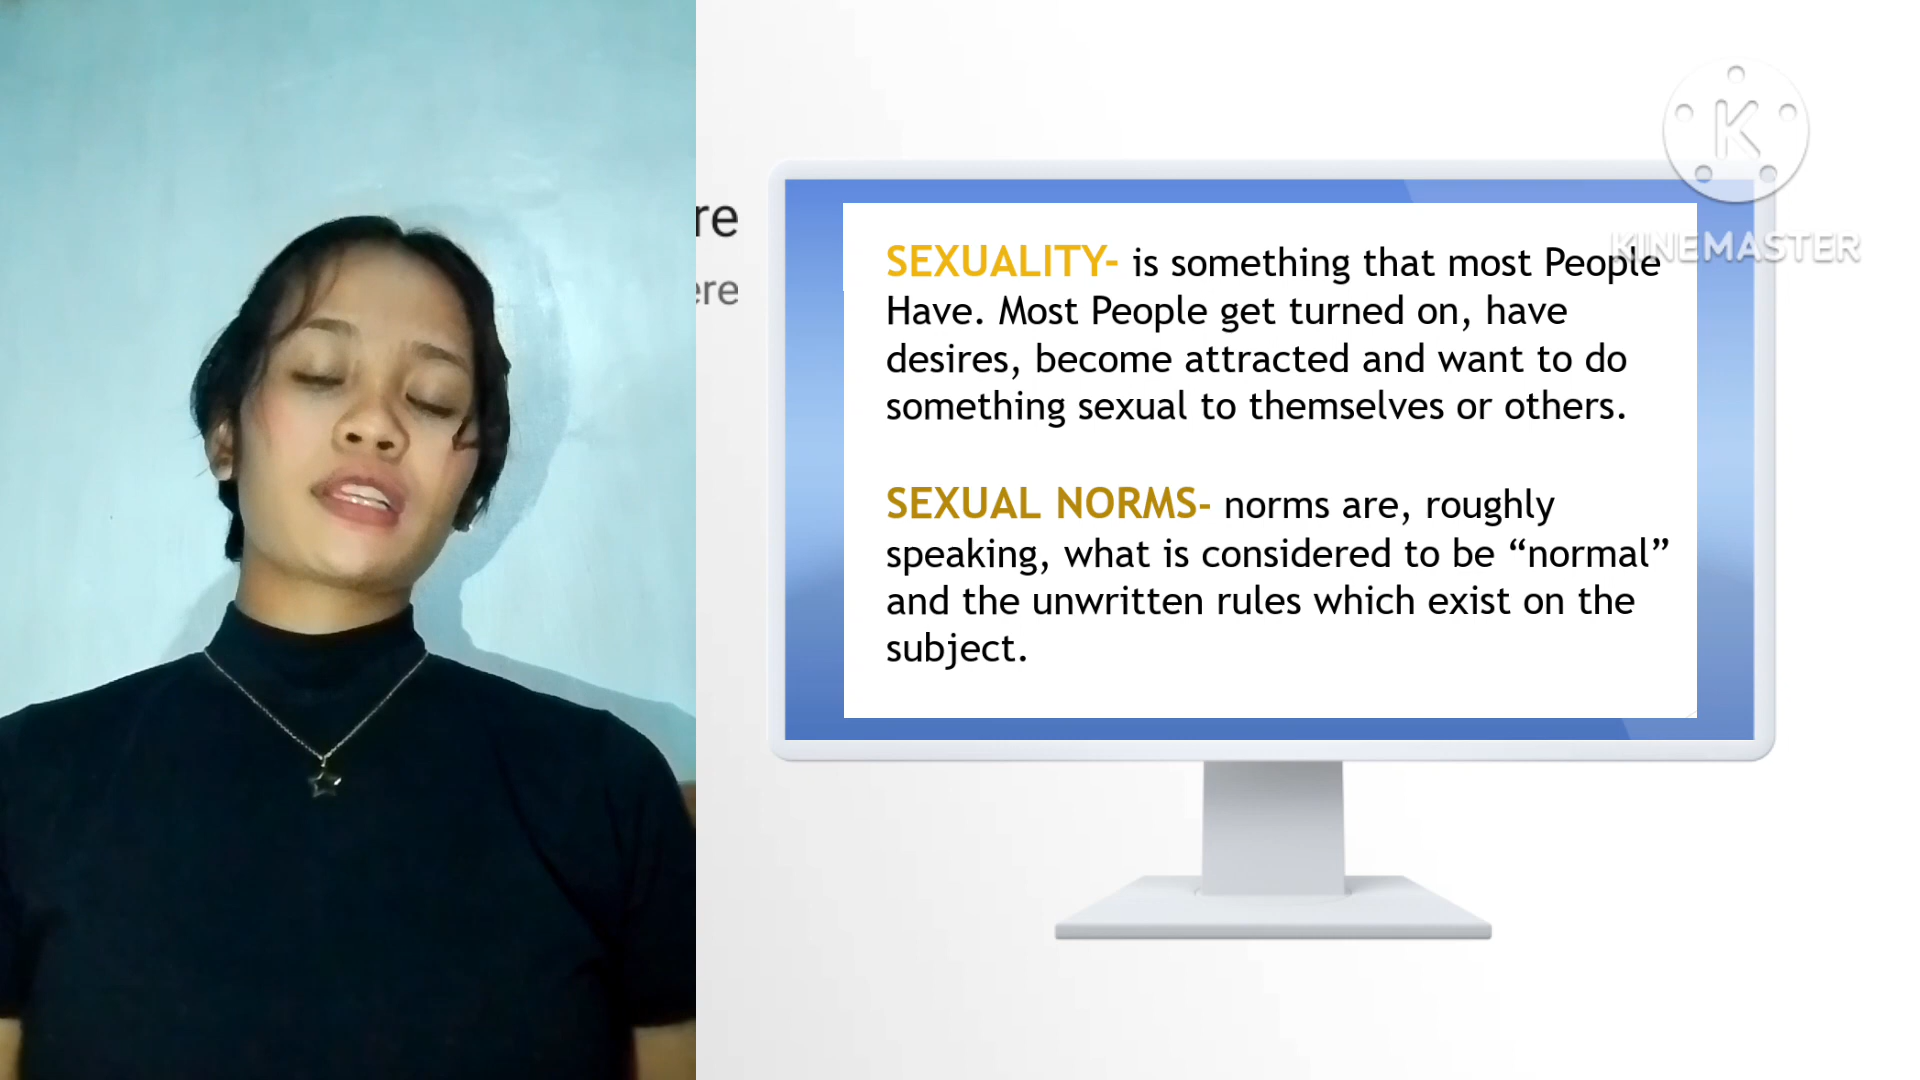 re
ere
K
KINEMASTER
SEXUALITY- is something that most People
Have. Most People get turned on, have
desires, become attracted and want to do
something sexual to themselves or others.
SEXUAL NORMS- norms are, roughly
speaking, what is considered to be “normal”
and the unwritten rules which exist on the
subject.